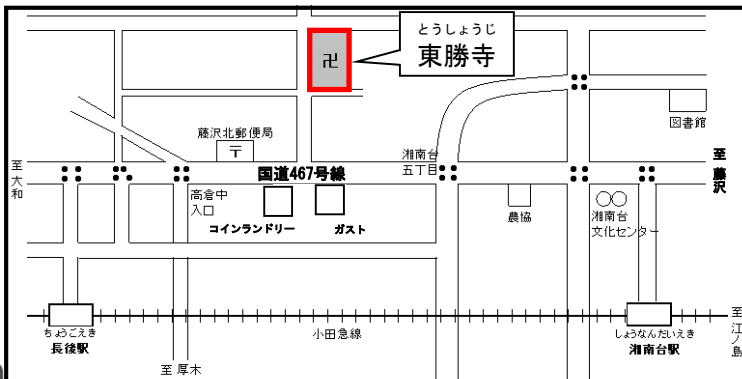 とうしょうじ
東勝寺
卍
図書館
藤沢北郵便局
〒
湘南台
五丁目
至
藤沢
至
大和
国道467号線
高倉中
入口
コインランドリー
ガスト
農協
湘南台
文化センター
ちょうごえき
長後駅
小田急線
しょうなんだいえき
湘南台駅
至
江ノ島
至 厚木